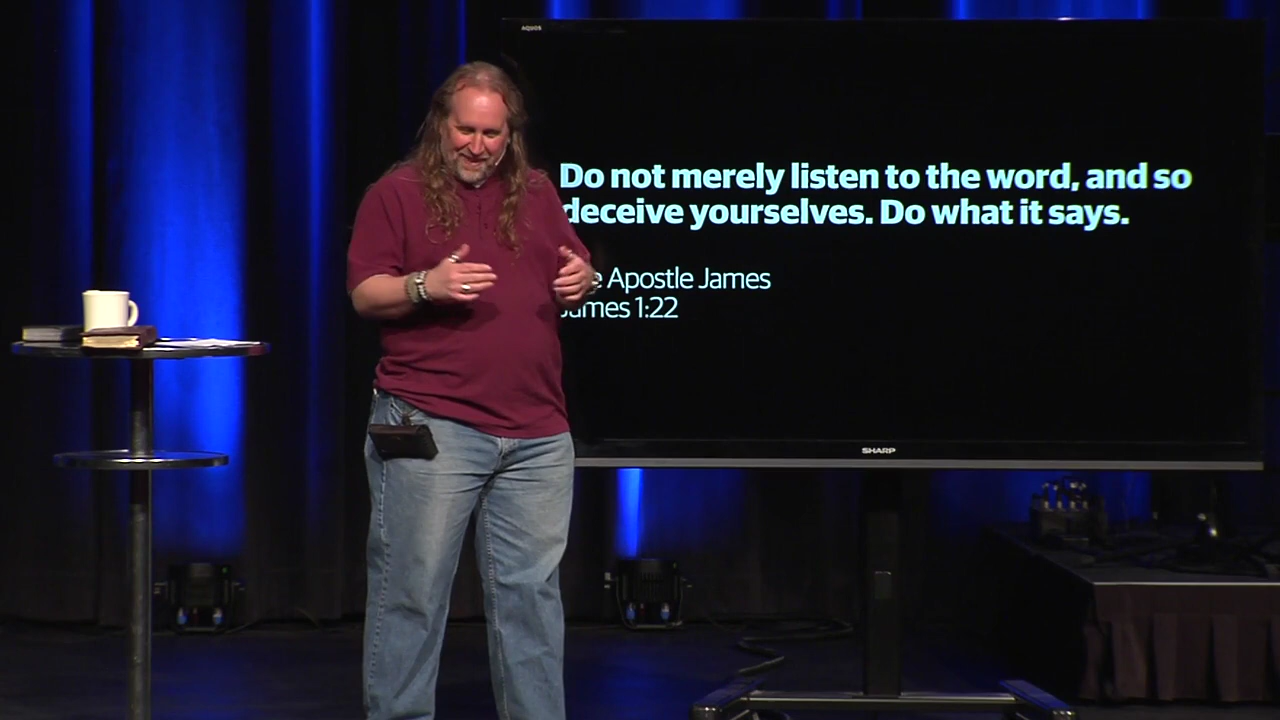 AQUOS
Do not merely listen to the word, and so
deceive yourselves. Do what it says.
Apostle James
James 1:22
SHARP